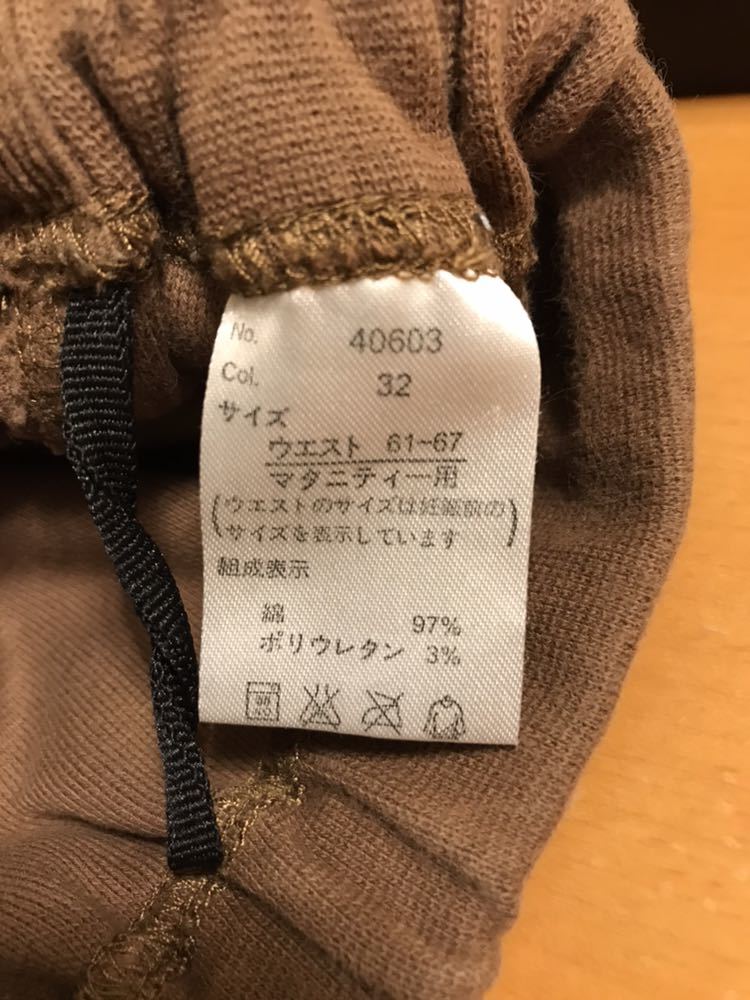 No. 40603
Col. 32
サイズ
ウエスト 61~67
マタニティー用
(ウエストのサイズは妊娠前の
サイズを表示しています)
組成表示
綿 97%
ポリウレタン 3%